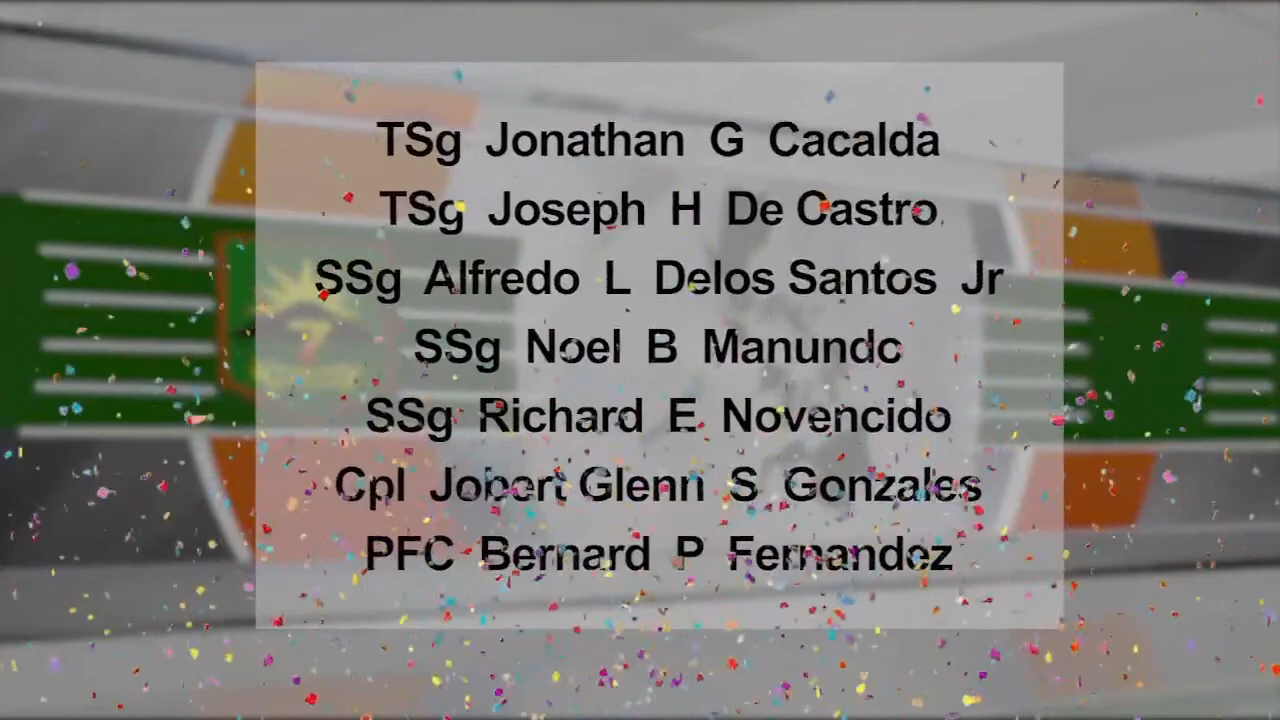 TSg Jonathan G Cacalda
TSg Joseph H De Castro
SSg Alfredo L Delos Santos Jr
SSg Noel B Manundo
SSg Richard E Novencido
Cpl Jobert Glenn S Gonzales
PFC Bernard P Fernandez